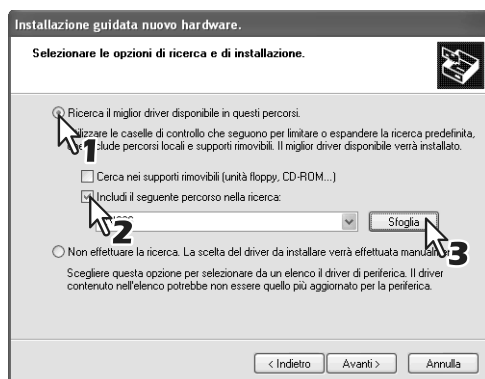 Installazione guidata nuovo hardware.
Selezionare le opzioni di ricerca e di installazione.
Ricerca il miglior driver disponibile in questi percorsi.
le caselle di controllo che seguono per limitare o espandere la ricerca predefinita,
percorsi locali e supporti rimovibili. Il miglior driver disponibile verrà installato.
1
Cerca nei supporti rimovibili (unità floppy, CD-ROM...)
Includi il seguente percorso nella ricerca:
2
Sfoglia
3
Non effettuare la ricerca. La scelta del driver da installare verrà effettuata
Scegliere questa opzione per selezionare da un elenco il driver di periferica. Il driver
contenuto nell'elenco potrebbe non essere quello più aggiornato per la periferica.
< Indietro
Avanti >
Annulla